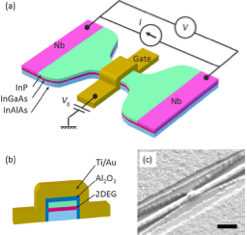 (a)
I
V
Nb
Gate
InP
InGaAs
InAlAs
Vg
Nb
(b)
Ti/Au
Al2O3
2DEG
(c)